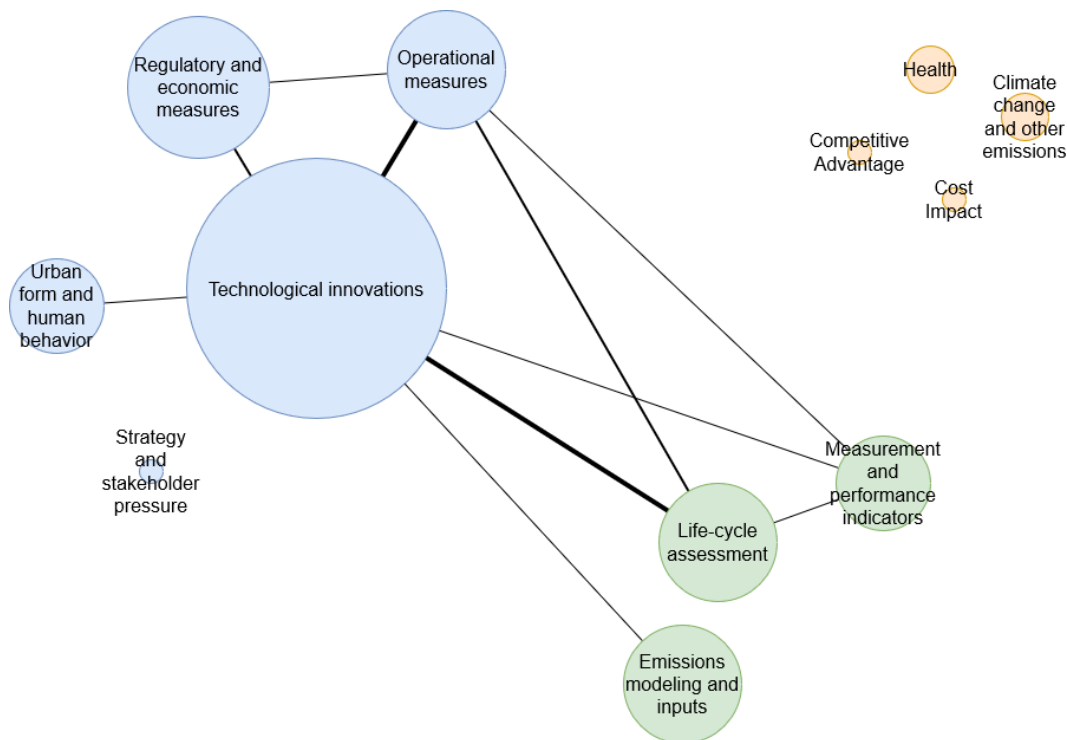 Regulatory and
economic
measures
Operational
measures
Health
Climate
change
and other
emissions
Competitive
Advantage
Cost
Impact
Technological innovations
Urban
form and
human
behavior
Strategy
and
stakeholder
pressure
Measurement
and
performance
indicators
Life-cycle
assessment
Emissions
modeling and
inputs